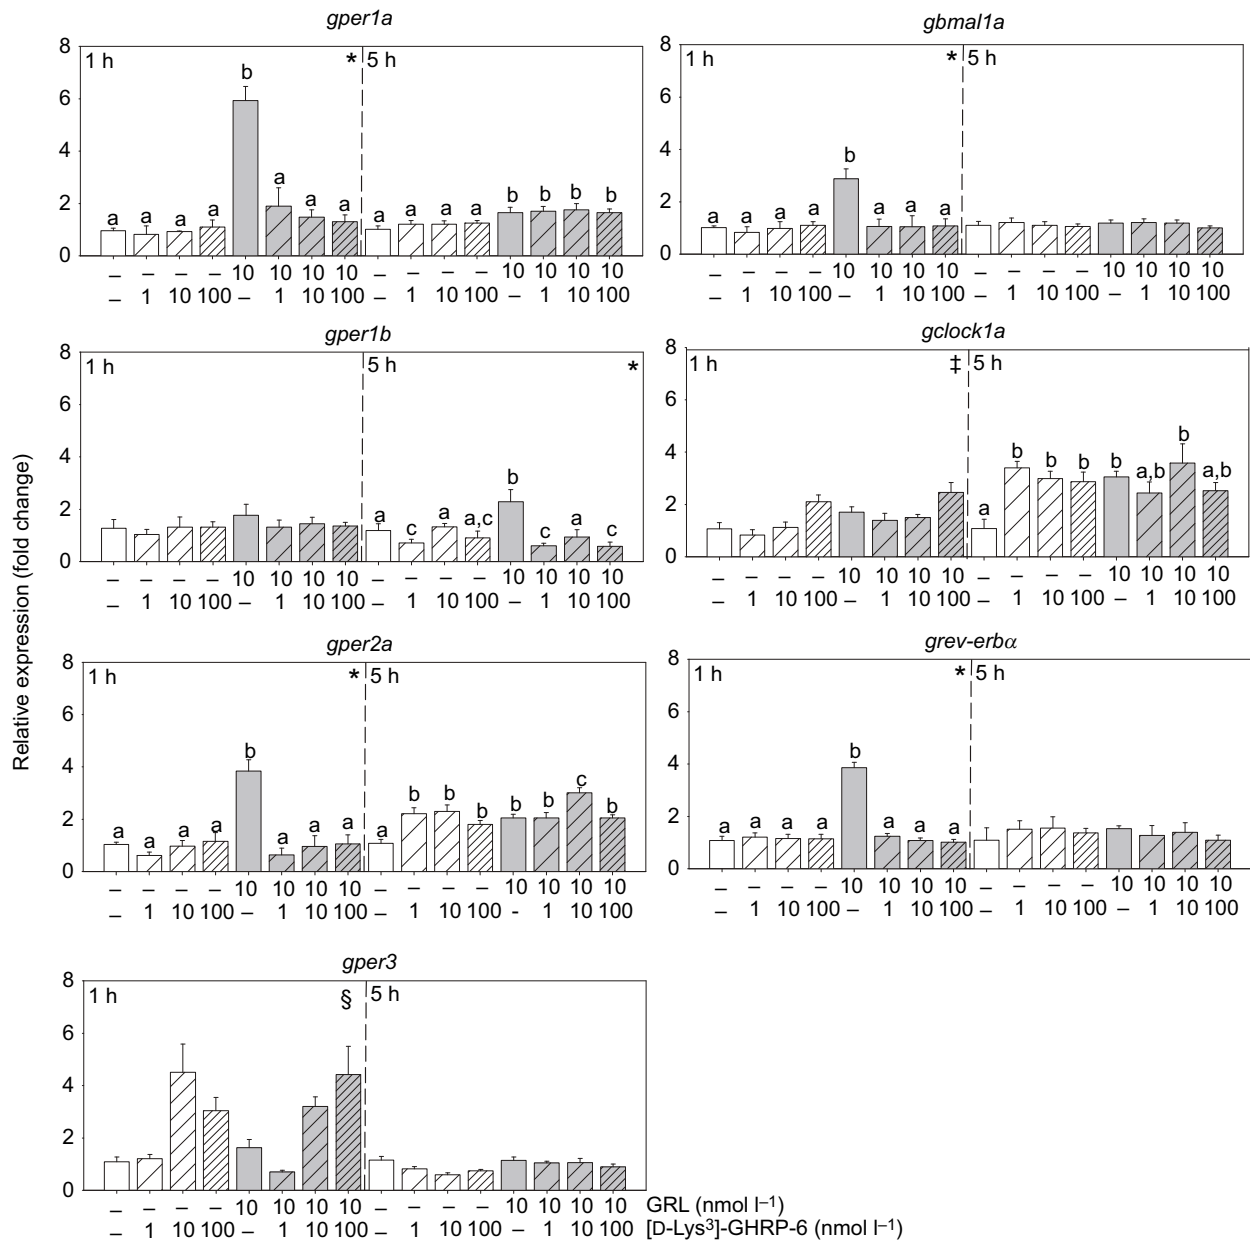 Relative expression (fold change)
gper1a
8
6
4
2
0
1 h
* 5 h
a a a a b a a a a a a a b b b b
– – – – 10 10 10 10 – – – – 10 10 10 10
– 1 10 100 – 1 10 100 – 1 10 100 – 1 10 100
gbmal1a
8
6
4
2
0
1 h
* 5 h
a a a a b a a a
– – – – 10 10 10 10 – – – – 10 10 10 10
– 1 10 100 – 1 10 100 – 1 10 100 – 1 10 100
gper1b
8
6
4
2
0
1 h
5 h *
a c a a,c b c a c
– – – – 10 10 10 10 – – – – 10 10 10 10
– 1 10 100 – 1 10 100 – 1 10 100 – 1 10 100
gclock1a
8
6
4
2
0
1 h
‡ 5 h
a b b b b a,b b a,b
– – – – 10 10 10 10 – – – – 10 10 10 10
– 1 10 100 – 1 10 100 – 1 10 100 – 1 10 100
gper2a
8
6
4
2
0
1 h
* 5 h
a a a a b a a a a b b b b b c b
– – – – 10 10 10 10 – – – – 10 10 10 10
– 1 10 100 – 1 10 100 – 1 10 100 - 1 10 100
grev-erbα
8
6
4
2
0
1 h
* 5 h
a a a a b a a a
– – – – 10 10 10 10 – – – – 10 10 10 10
– 1 10 100 – 1 10 100 – 1 10 100 – 1 10 100
gper3
8
6
4
2
0
1 h
§ 5 h
– – – – 10 10 10 10 – – – – 10 10 10 10 GRL (nmol l⁻¹)
– 1 10 100 – 1 10 100 – 1 10 100 – 1 10 100 [D-Lys³]-GHRP-6 (nmol l⁻¹)